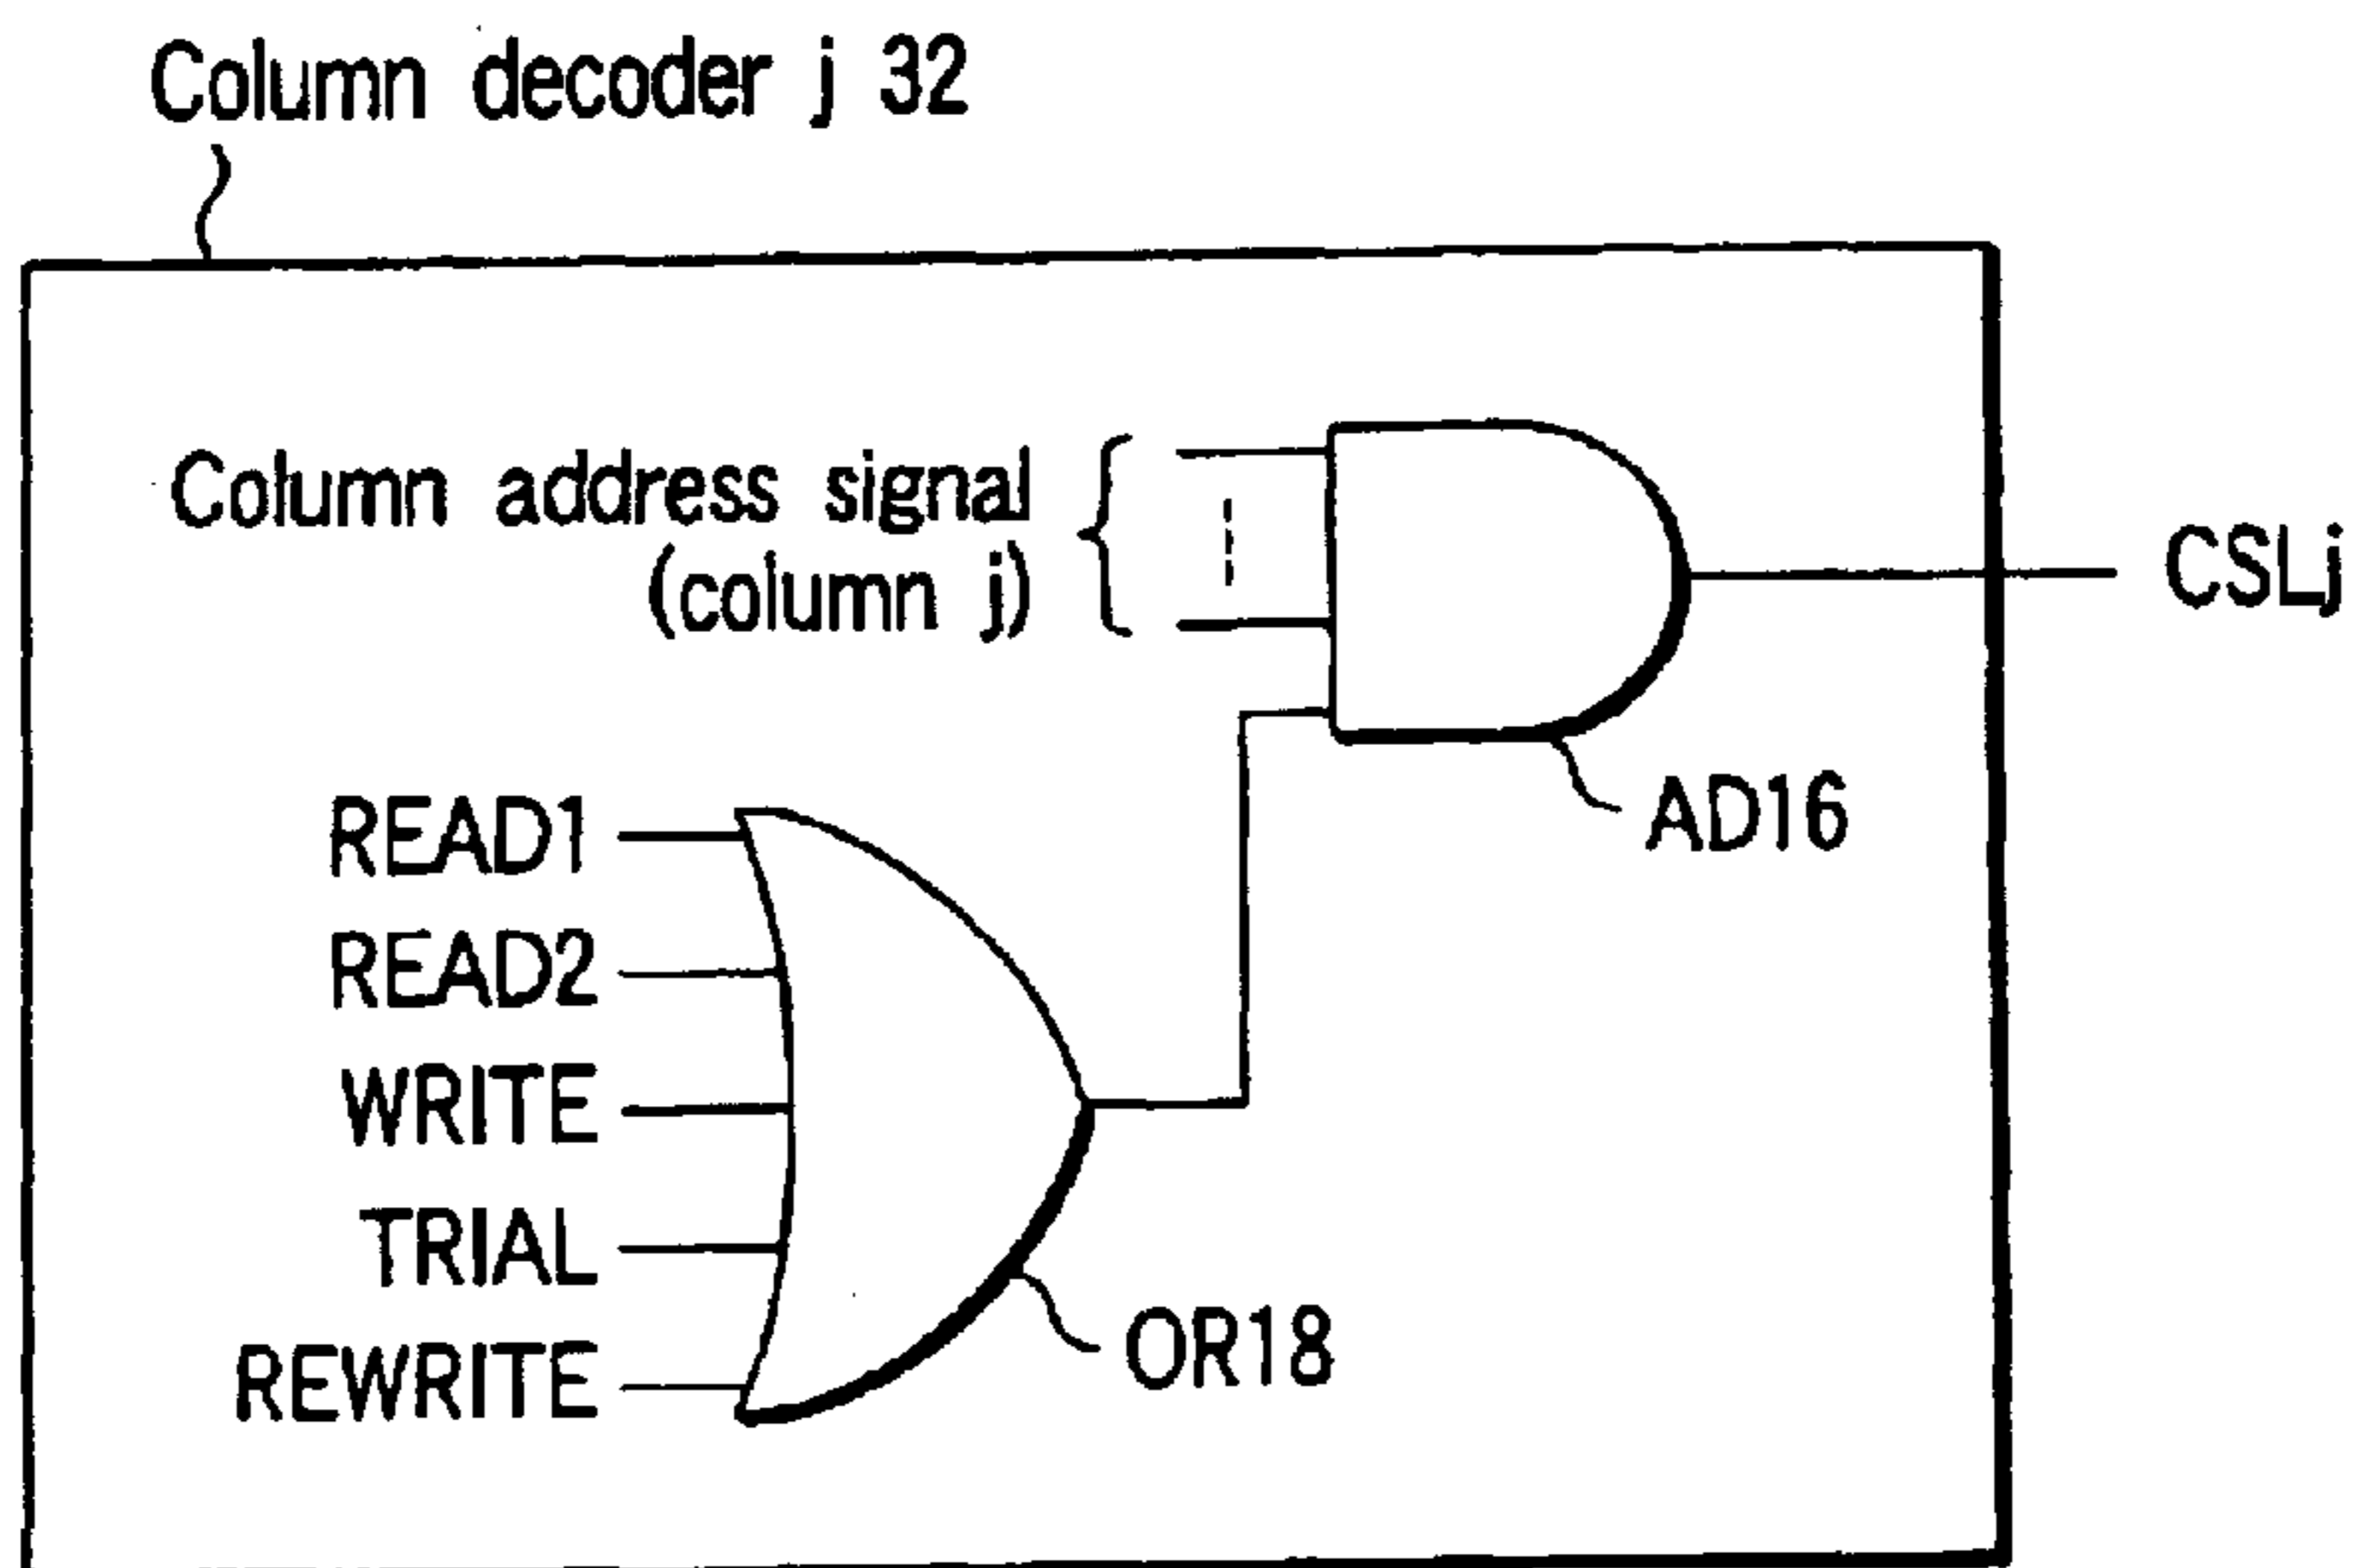 Column decoder j 32
Column address signal
(column j)
CSLj
AD16
READ1
READ2
WRITE
TRIAL
REWRITE
OR18